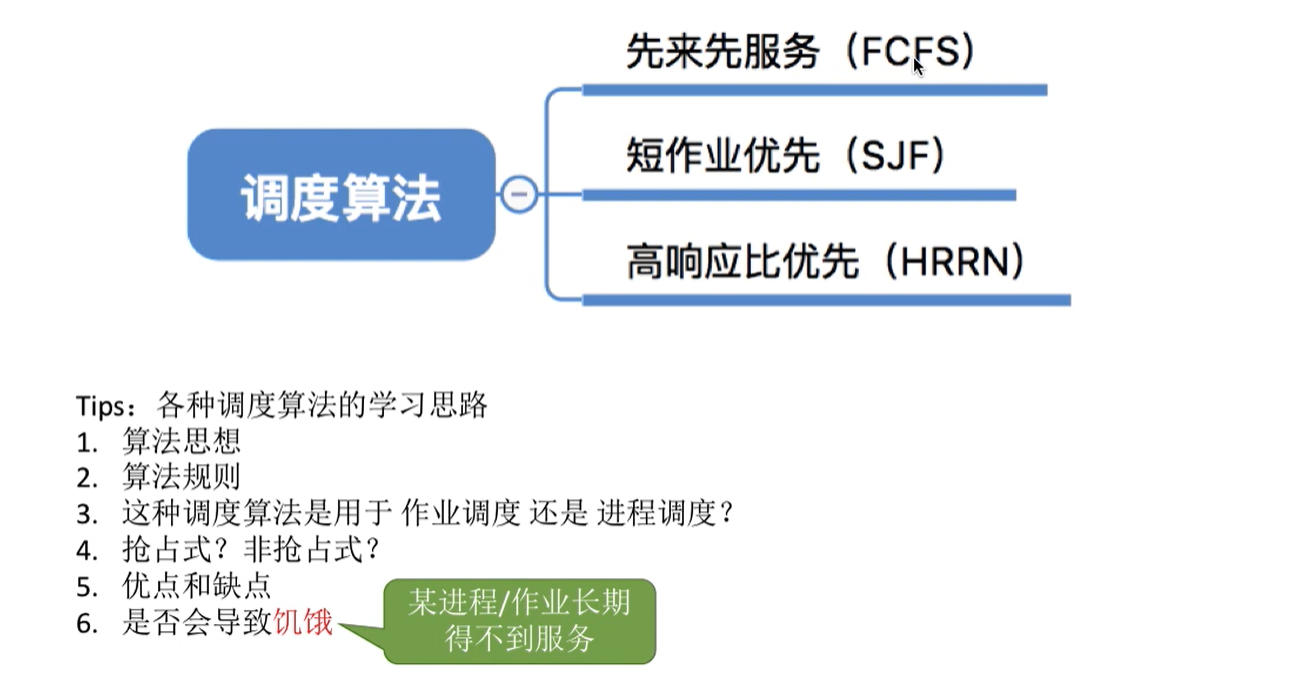 先来先服务（FCFS）
短作业优先（SJF）
调度算法
高响应比优先（HRRN）
Tips：各种调度算法的学习思路
1. 算法思想
2. 算法规则
3. 这种调度算法是用于 作业调度 还是 进程调度？
4. 抢占式？非抢占式？
5. 优点和缺点
6. 是否会导致饥饿
某进程/作业长期
得不到服务